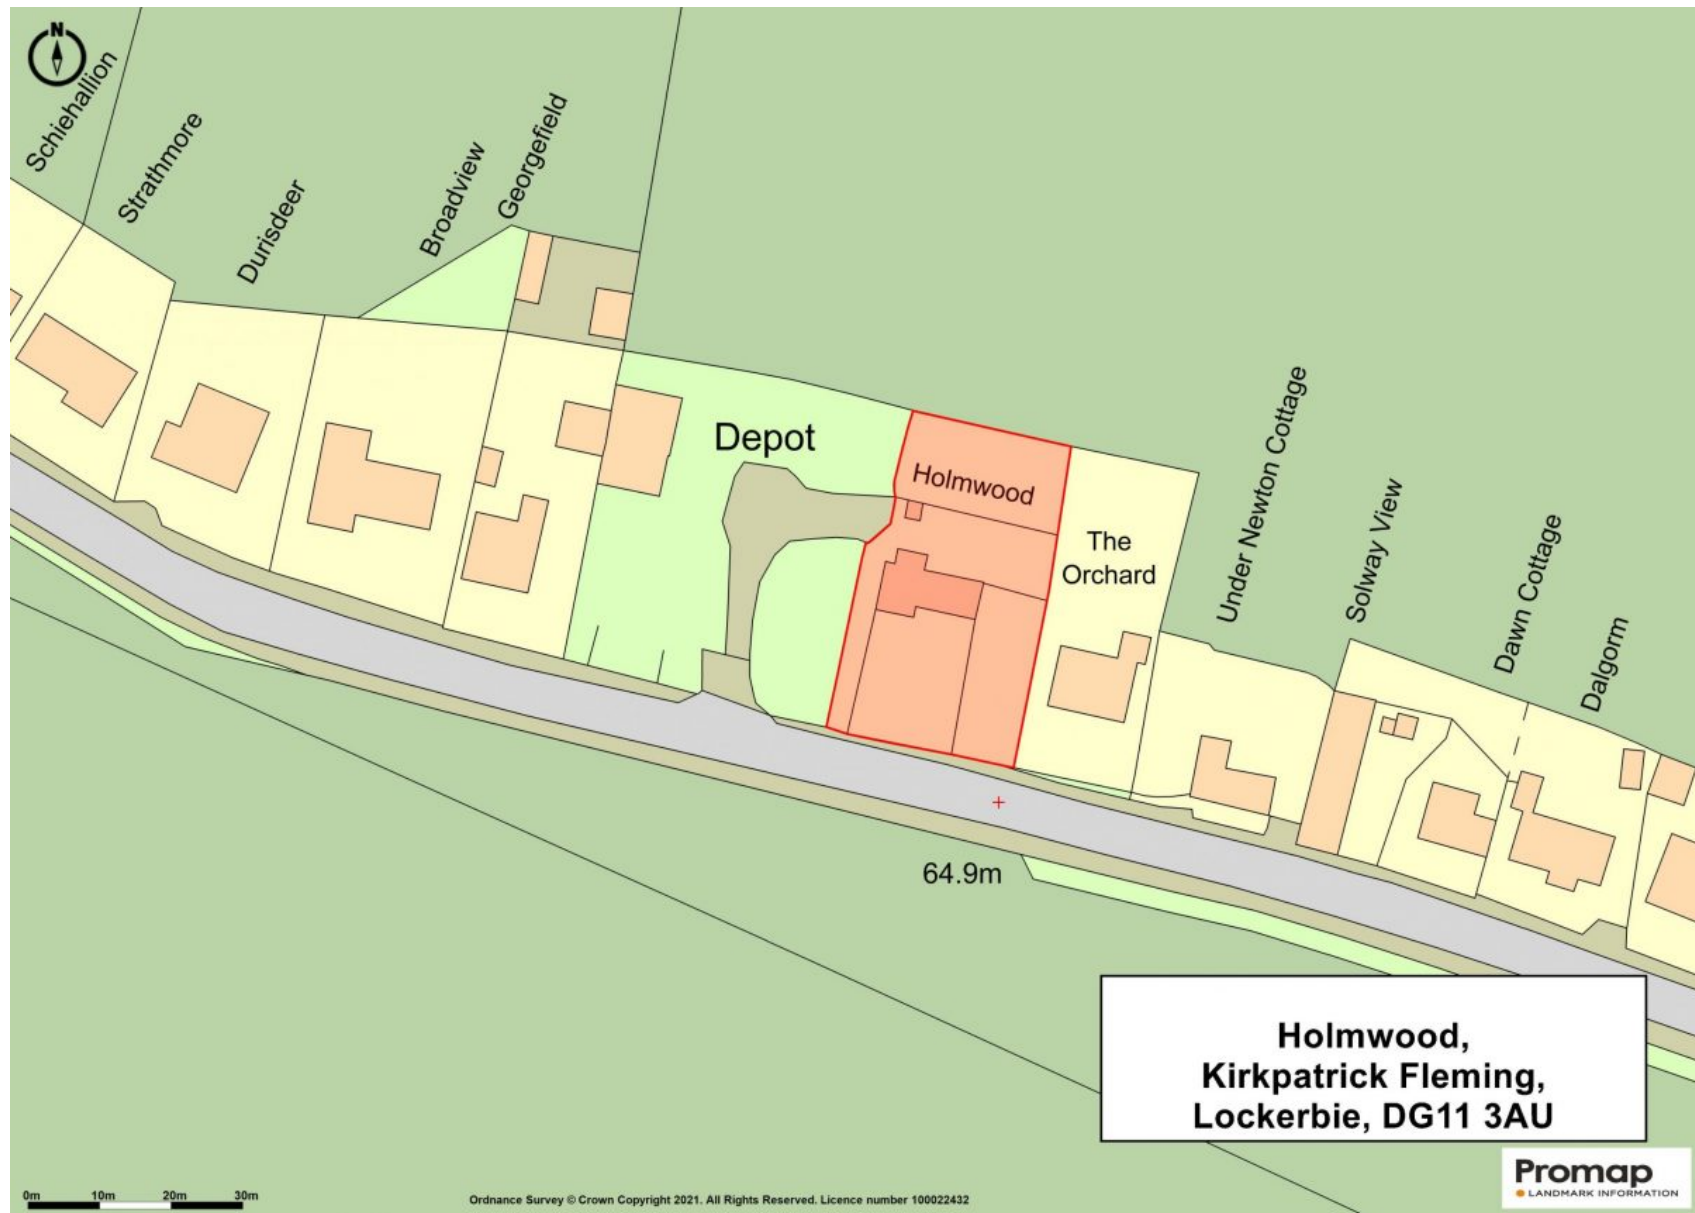 N
Schiehallion
Strathmore
Durisdeer
Broadview
Georgefield
Depot
Holmwood
The
Orchard
Under Newton Cottage
Solway View
Dawn Cottage
Dalgorm
64.9m
Holmwood,
Kirkpatrick Fleming,
Lockerbie, DG11 3AU
Promap
LANDMARK INFORMATION
0m 10m 20m 30m
Ordnance Survey © Crown Copyright 2021. All Rights Reserved. Licence number 100022432